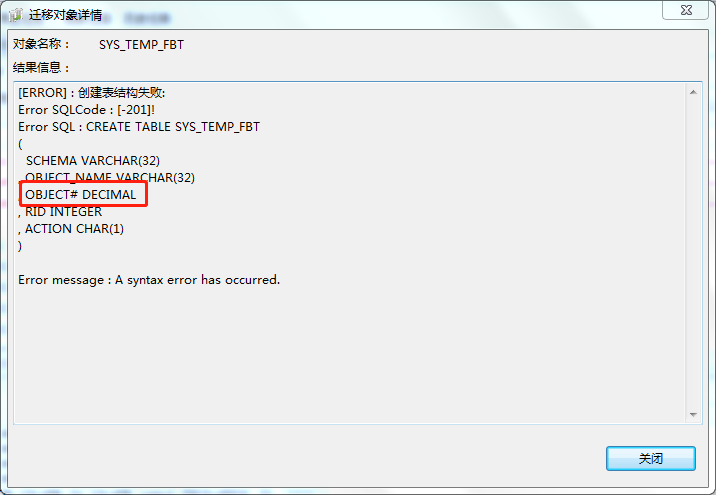 迁移对象详情
对象名称： SYS_TEMP_FBT
结果信息：
[ERROR] : 创建表结构失败:
Error SQLCode : [-201]!
Error SQL : CREATE TABLE SYS_TEMP_FBT
(
SCHEMA VARCHAR(32)
, OBJECT_NAME VARCHAR(32)
, OBJECT# DECIMAL
, RID INTEGER
, ACTION CHAR(1)
)
Error message : A syntax error has occurred.
关闭